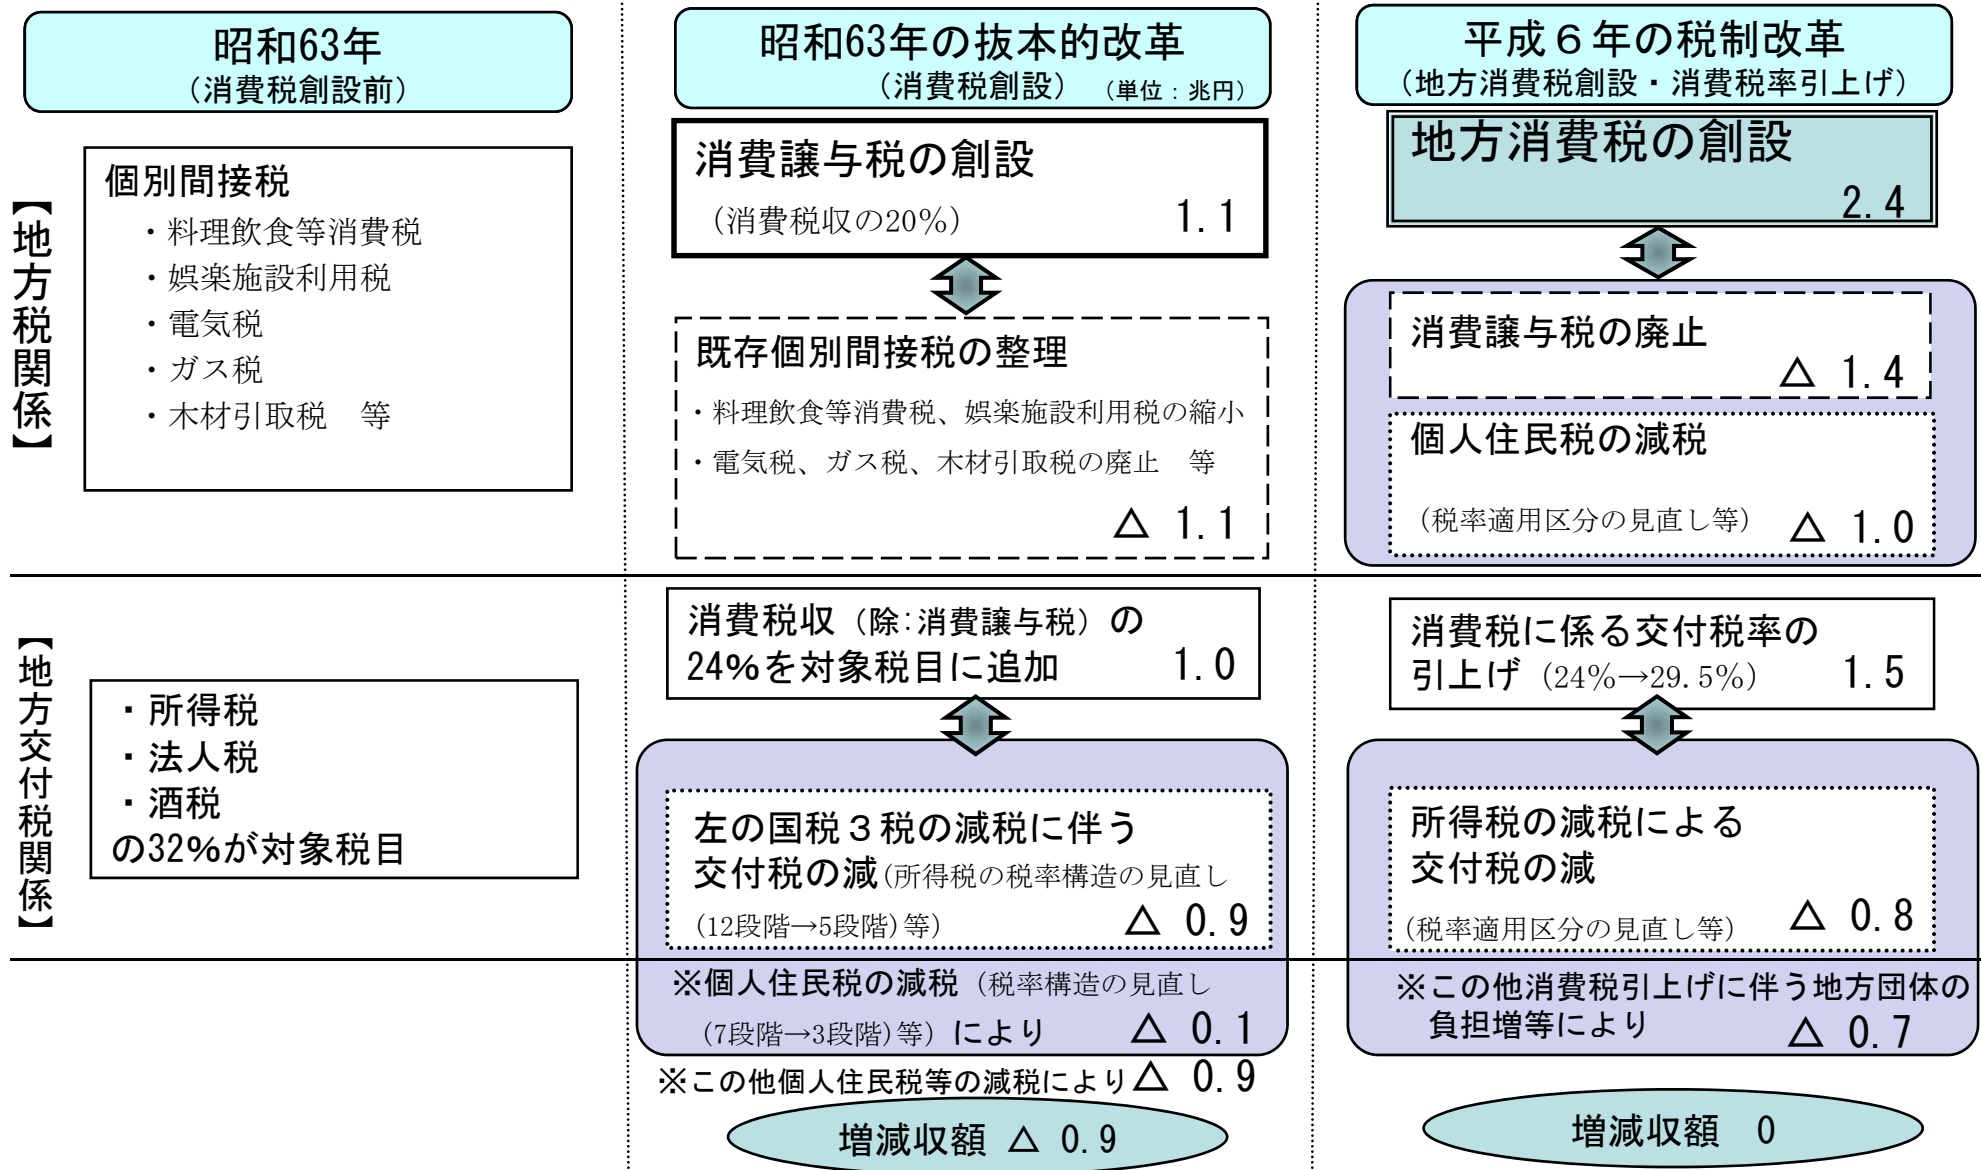 昭和63年
（消費税創設前）
昭和63年の抜本的改革
（消費税創設）（単位：兆円）
平成６年の税制改革
（地方消費税創設・消費税率引上げ）
【地方税関係】
個別間接税
・料理飲食等消費税
・娯楽施設利用税
・電気税
・ガス税
・木材引取税　等
消費譲与税の創設
（消費税収の20％） 1.1
既存個別間接税の整理
・料理飲食等消費税、娯楽施設利用税の縮小
・電気税、ガス税、木材引取税の廃止　等
△ 1.1
地方消費税の創設
2.4
消費譲与税の廃止
△ 1.4
個人住民税の減税
（税率適用区分の見直し等） △ 1.0
【地方交付税関係】
・所得税
・法人税
・酒税
の32%が対象税目
消費税収（除:消費譲与税）の
24%を対象税目に追加 1.0
左の国税３税の減税に伴う
交付税の減(所得税の税率構造の見直し
(12段階→5段階)等） △ 0.9
※個人住民税の減税（税率構造の見直し
(7段階→3段階)等）により △ 0.1
※この他個人住民税等の減税により△ 0.9
増減収額 △ 0.9
消費税に係る交付税率の
引上げ（24％→29.5％） 1.5
所得税の減税による
交付税の減
（税率適用区分の見直し等） △ 0.8
※この他消費税引上げに伴う地方団体の
負担増等により △ 0.7
増減収額 0